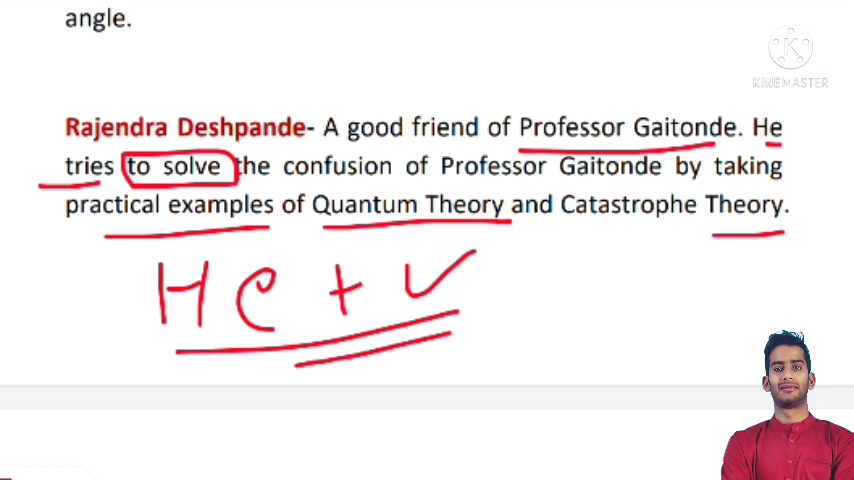 angle.
KINEMASTER
Rajendra Deshpande- A good friend of Professor Gaitonde. He
tries to solve the confusion of Professor Gaitonde by taking
practical examples of Quantum Theory and Catastrophe Theory.
He + V